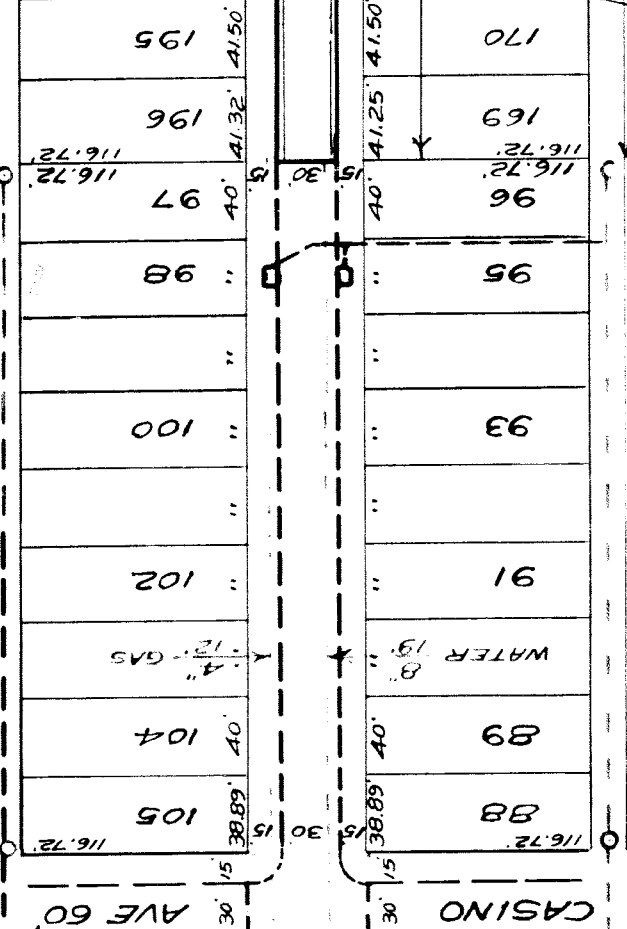 CASINO AVE 60'
30' 30'
15' 15'
116.72' 15' 30' 15' 116.72'
88 38.89' 38.89' 105
89 40' 40' 104
WATER 8" 19' " " 4" 12' GAS
91 " " 102
" "
93 " " 100
" "
95 " " 98
96 40' 40' 97
116.72' 15' 30' 15' 116.72'
116.72' 116.72'
169 41.25' 41.32' 196
170 41.50' 41.50' 195